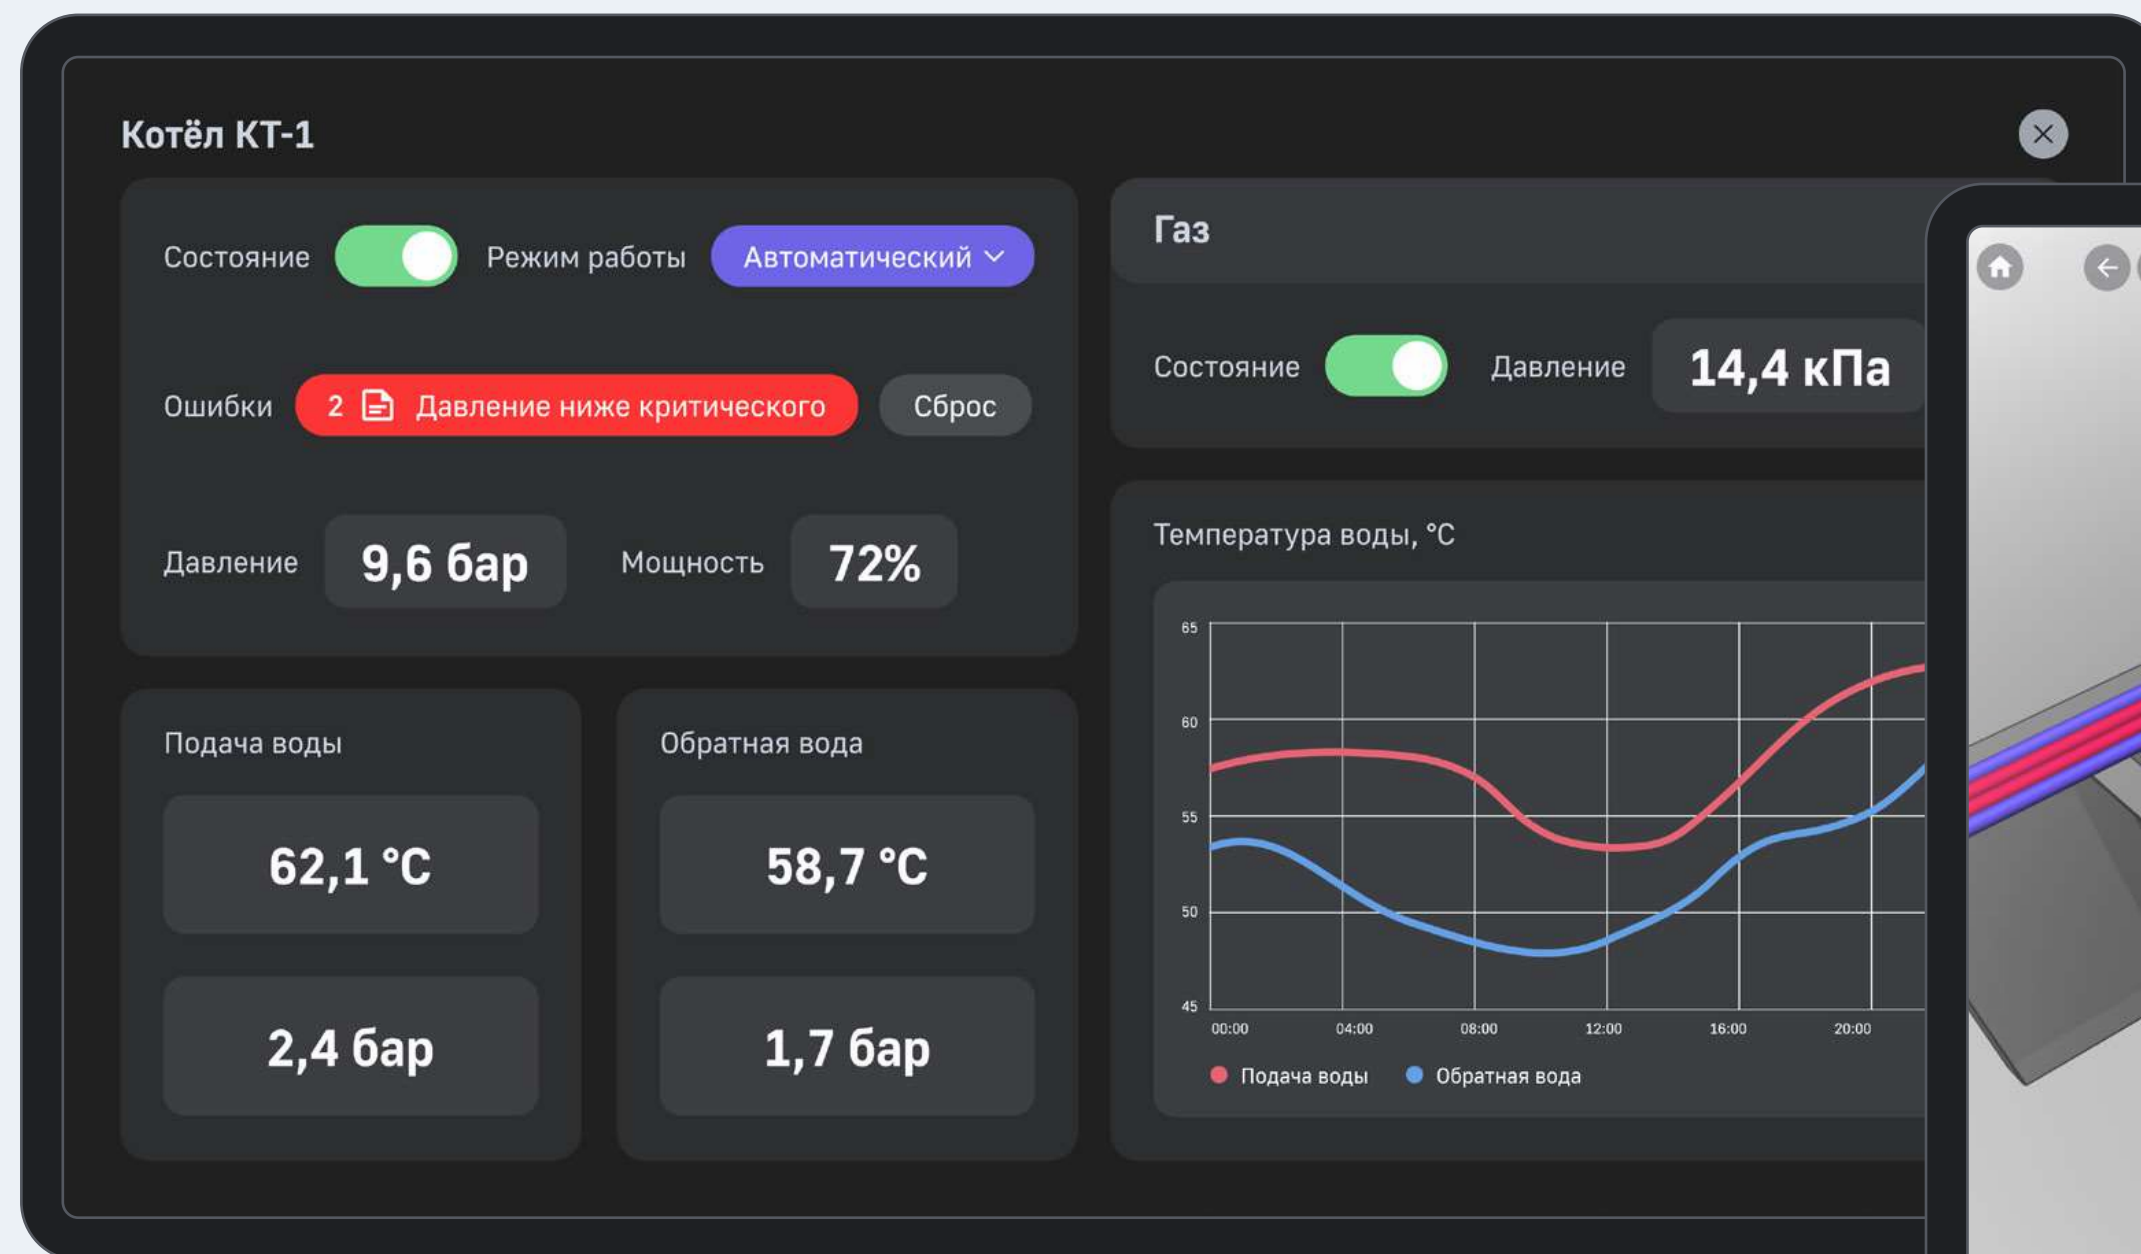 Котёл КТ-1
Состояние
Режим работы
Автоматический
Ошибки
2
Давление ниже критического
Сброс
Давление
9,6 бар
Мощность
72%
Подача воды
62,1 °C
2,4 бар
Обратная вода
58,7 °C
1,7 бар
Газ
Состояние
Давление
14,4 кПа
Температура воды, °C
65
60
55
50
45
00:00
04:00
08:00
12:00
16:00
20:00
Подача воды
Обратная вода